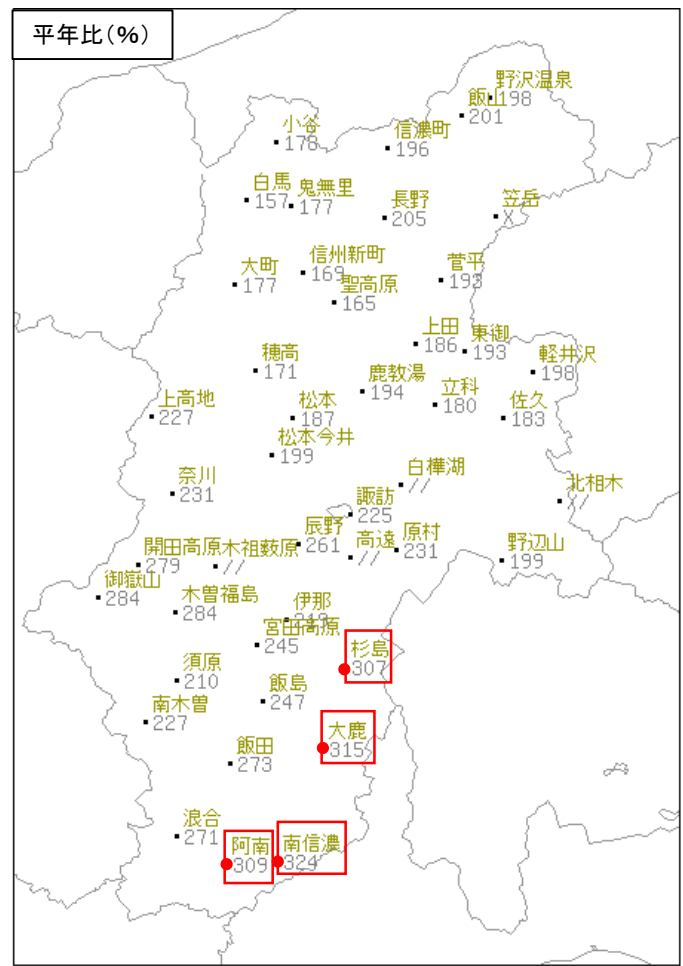 平年比(%)
野沢温泉
198
飯山
201
小谷
178
信濃町
196
白馬
157
鬼無里
177
長野
205
笠岳
X
大町
177
信州新町
169
聖高原
165
菅平
193
上田
186
東御
193
軽井沢
198
穂高
171
鹿教湯
194
立科
180
佐久
183
上高地
227
松本
187
松本今井
199
白樺湖
//
北相木
//
奈川
231
諏訪
225
辰野
261
高遠
//
原村
231
野辺山
199
開田高原
279
木祖薮原
//
御嶽山
284
木曽福島
284
伊那
宮田高原
245
杉島
307
須原
210
飯島
247
南木曽
227
大鹿
315
飯田
273
浪合
271
阿南
309
南信濃
324